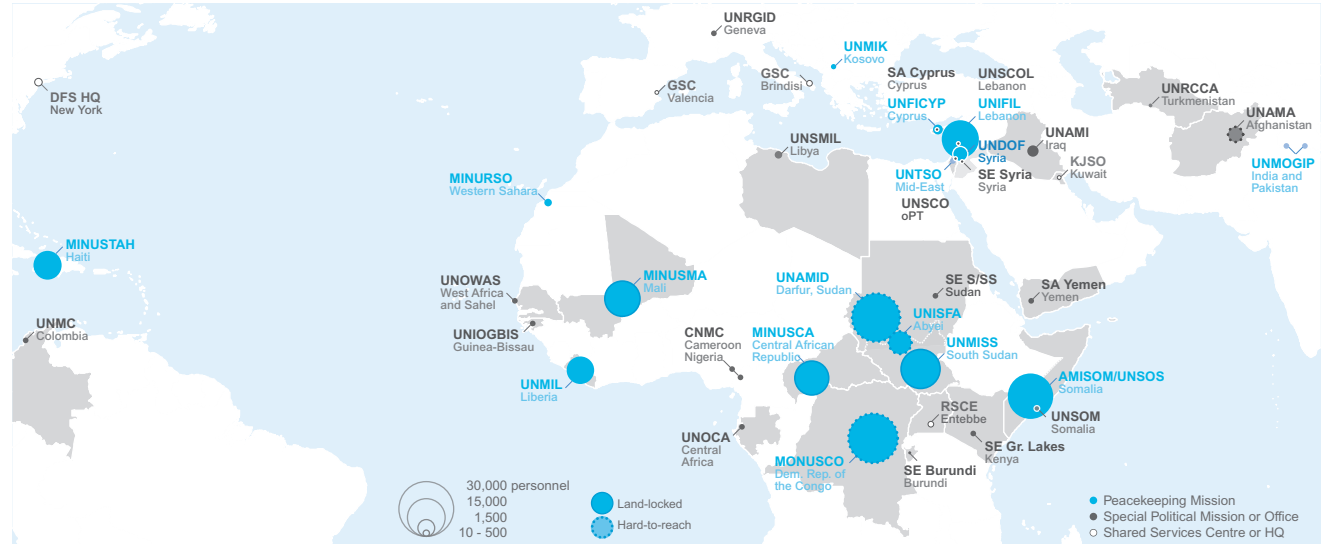 UNRGID
Geneva
UNMIK
Kosovo
DFS HQ
New York
GSC
Valencia
GSC
Brindisi
SA Cyprus
Cyprus
UNSCOL
Lebanon
UNFICYP
Cyprus
UNIFIL
Lebanon
UNRCCA
Turkmenistan
UNAMA
Afghanistan
UNSMIL
Libya
UNDOF
Syria
UNAMI
Iraq
UNTSO
Mid-East
SE Syria
Syria
KJSO
Kuwait
UNMOGIP
India and
Pakistan
MINURSO
Western Sahara
UNSCO
oPT
MINUSTAH
Haiti
UNOWAS
West Africa
and Sahel
MINUSMA
Mali
UNAMID
Darfur, Sudan
SE S/SS
Sudan
SA Yemen
Yemen
UNMC
Colombia
UNIOGBIS
Guinea-Bissau
CNMC
Cameroon
Nigeria
MINUSCA
Central African
Republic
UNISFA
Abyei
UNMISS
South Sudan
UNMIL
Liberia
AMISOM/UNSOS
Somalia
UNSOM
Somalia
RSCE
Entebbe
UNOCA
Central
Africa
MONUSCO
Dem. Rep. of
the Congo
SE Burundi
Burundi
SE Gr. Lakes
Kenya
30,000 personnel
15,000
1,500
10 - 500
Land-locked
Hard-to-reach
Peacekeeping Mission
Special Political Mission or Office
Shared Services Centre or HQ